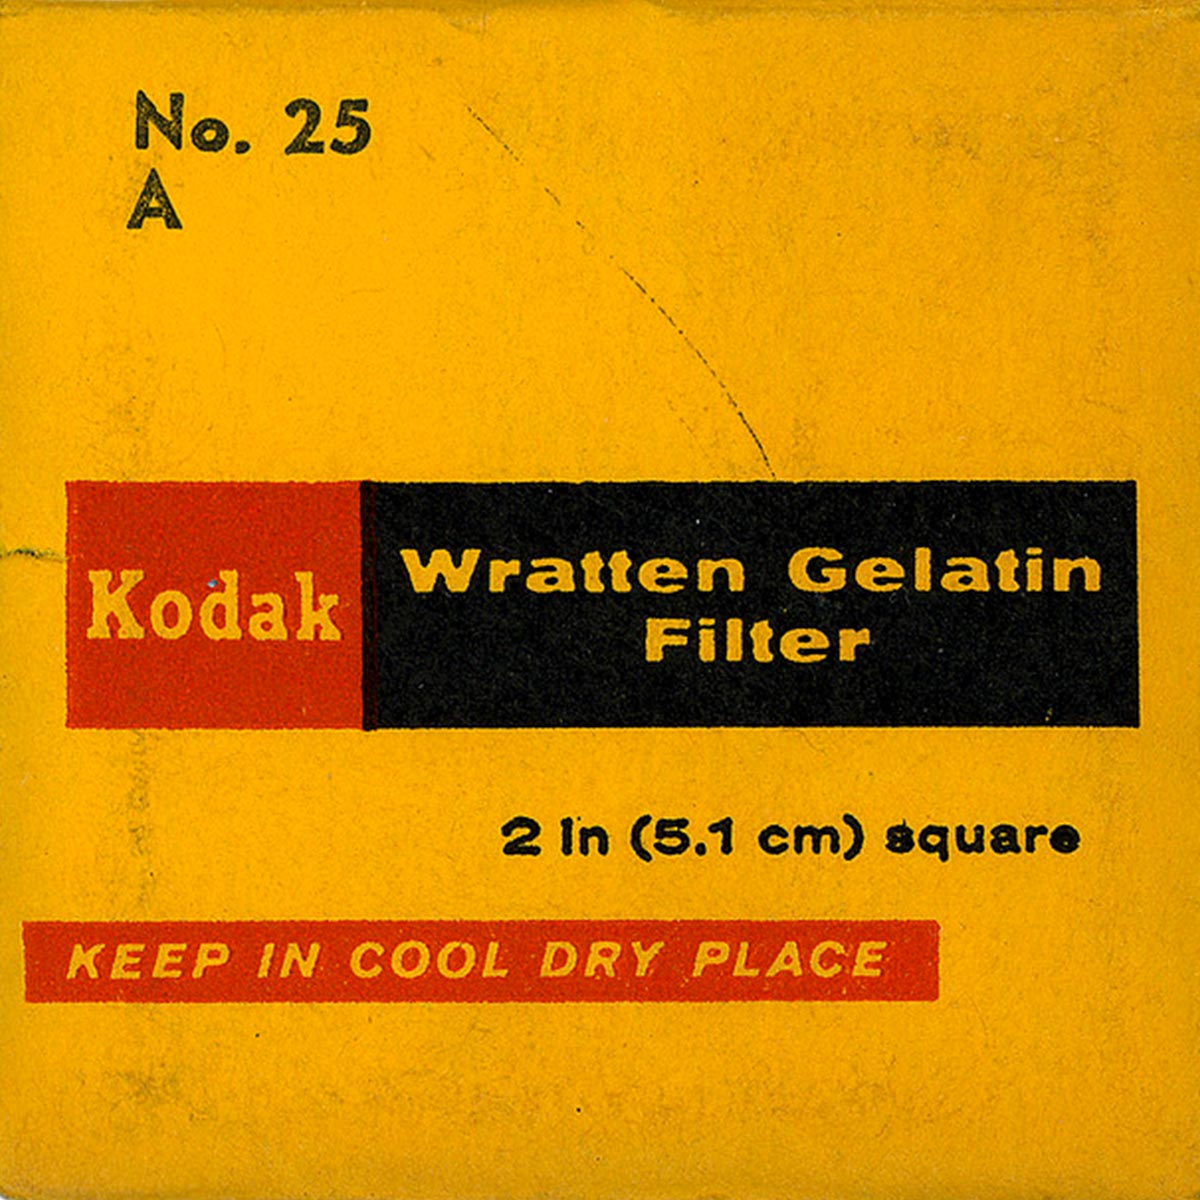 No. 25
A
Kodak
Wratten Gelatin
Filter
2 in (5.1 cm) square
KEEP IN COOL DRY PLACE